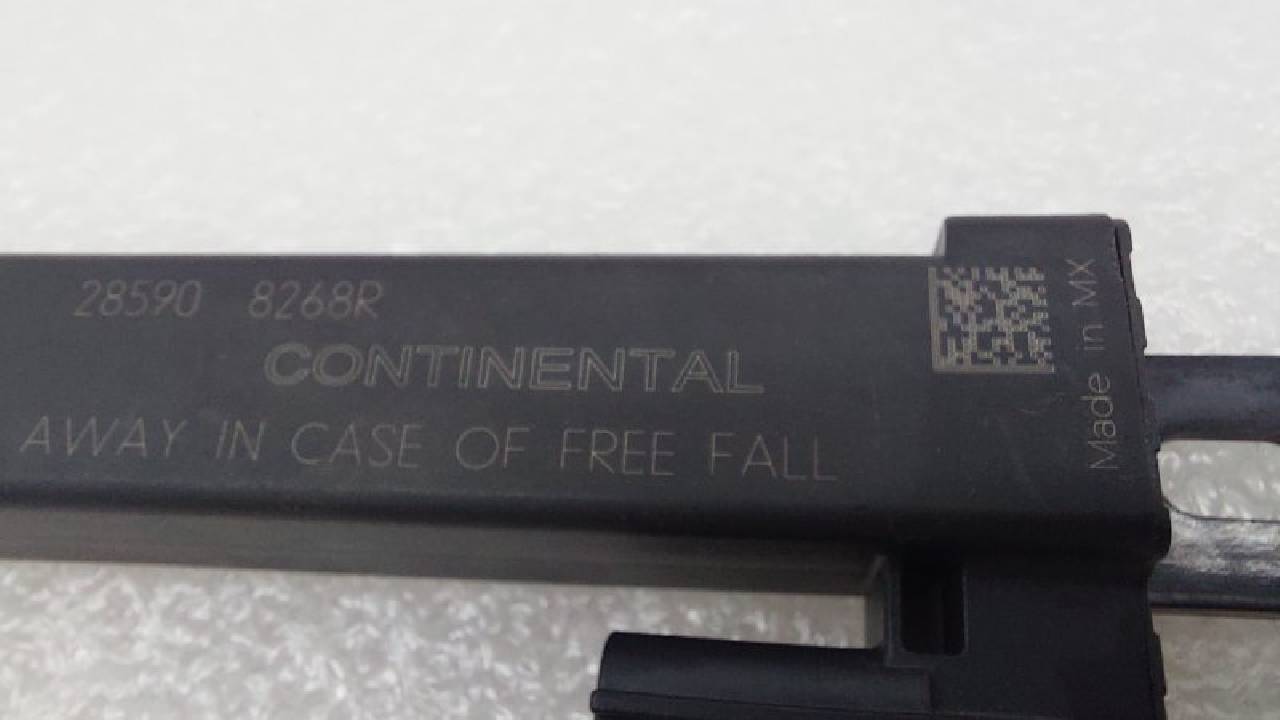 28590 8268R
CONTINENTAL
AWAY IN CASE OF FREE FALL
Made in MX